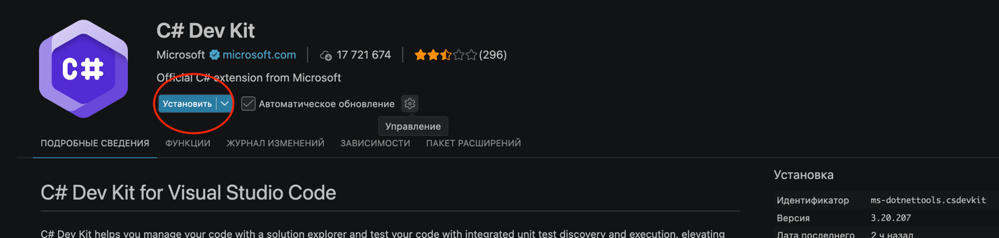 C#
C# Dev Kit
Microsoft microsoft.com 17 721 674 (296)
Official C# extension from Microsoft
Установить Автоматическое обновление
Управление
ПОДРОБНЫЕ СВЕДЕНИЯ ФУНКЦИИ ЖУРНАЛ ИЗМЕНЕНИЙ ЗАВИСИМОСТИ ПАКЕТ РАСШИРЕНИЙ
C# Dev Kit for Visual Studio Code
C# Dev Kit helps you manage your code with a solution explorer and test your code with integrated unit test discovery and execution, elevating
Установка
Идентификатор ms-dotnettools.csdevkit
Версия 3.20.207
Дата последнего 2 ч назад